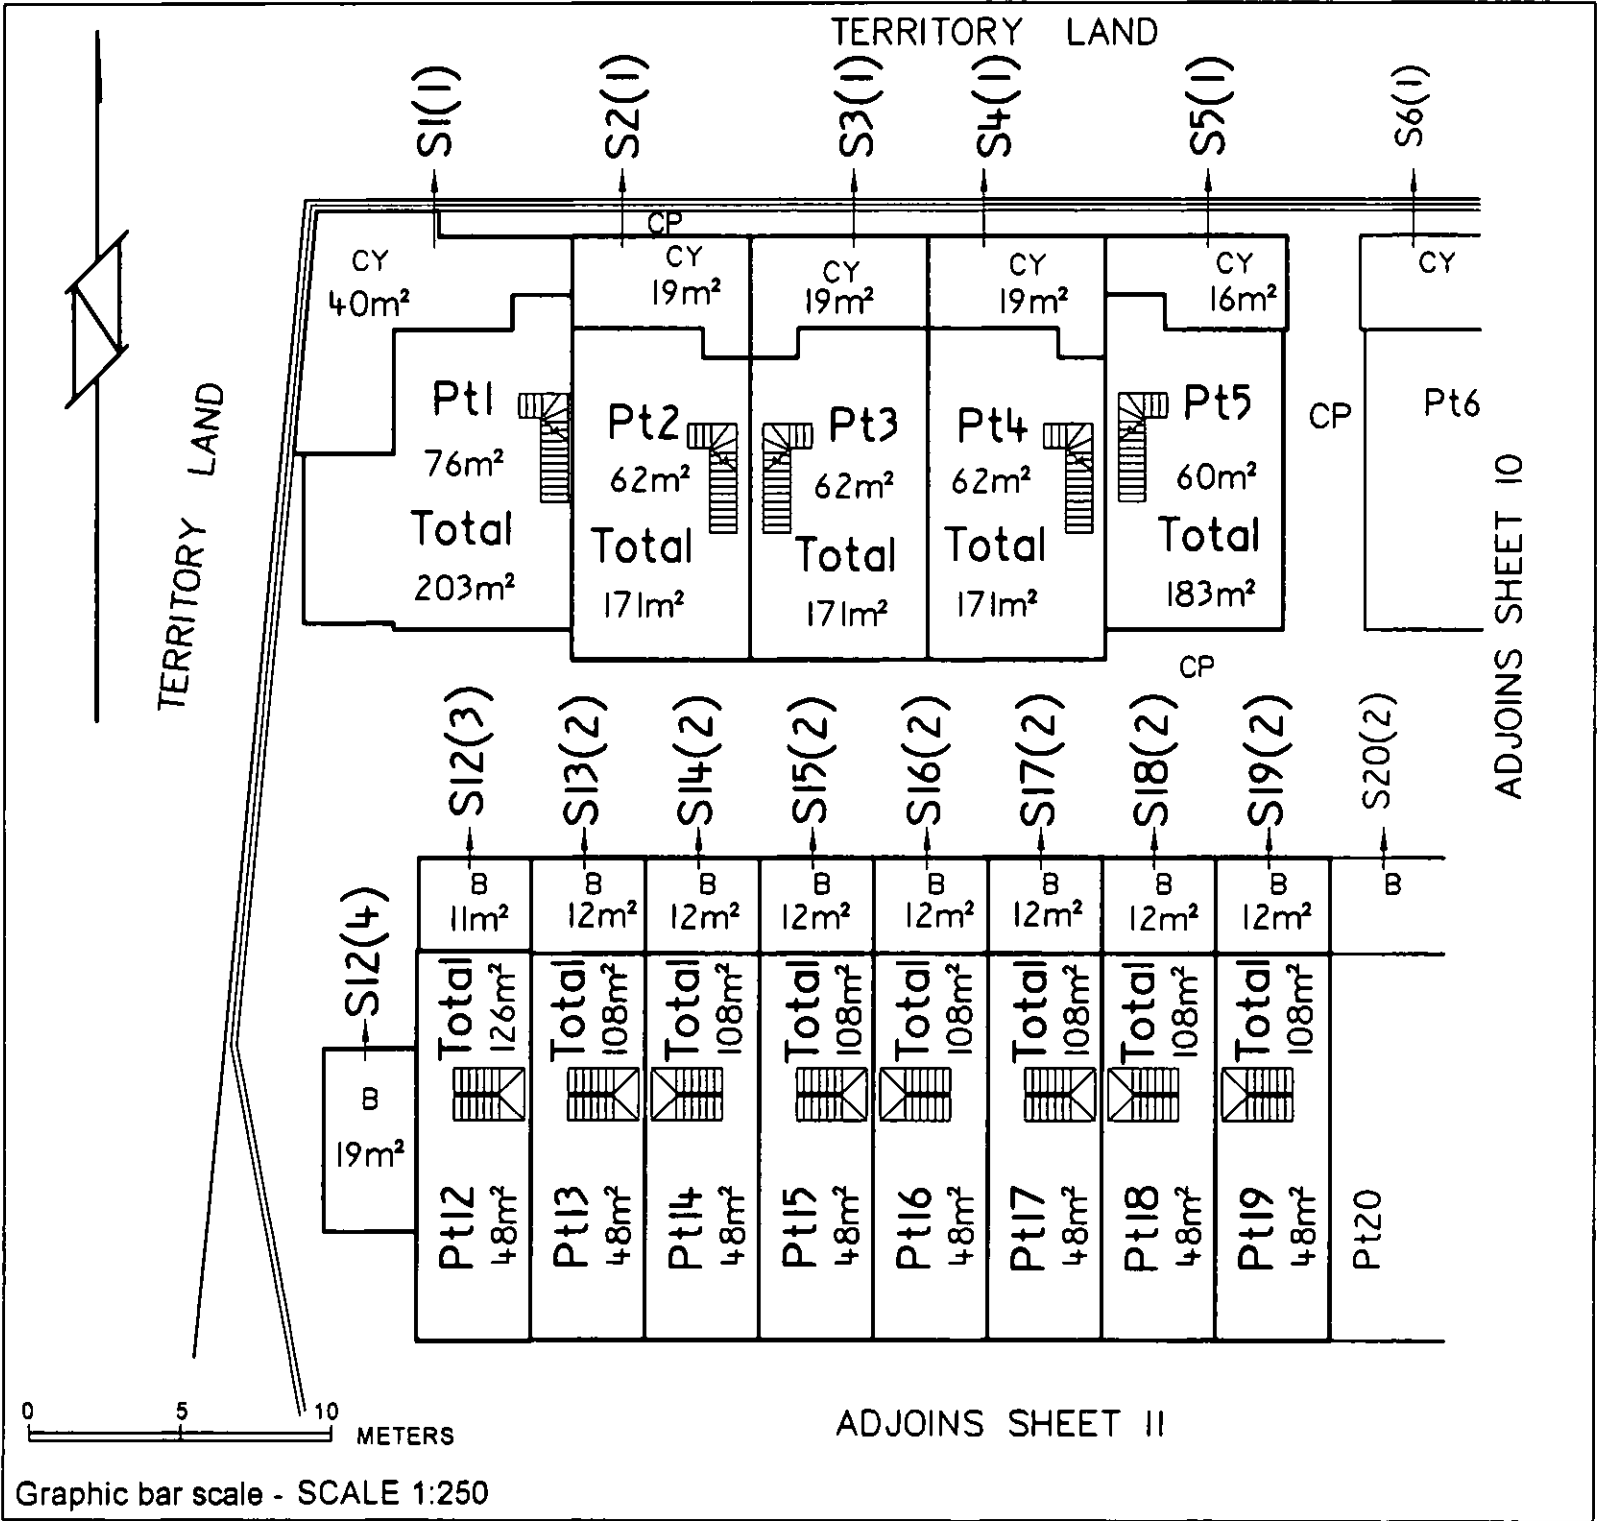 TERRITORY LAND
S1(1)
S2(1)
S3(1)
S4(1)
S5(1)
S6(1)
CP
CY
40m²
CY
19m²
CY
19m²
CY
19m²
CY
16m²
CY
TERRITORY LAND
Pt1
76m²
Total
203m²
Pt2
62m²
Total
171m²
Pt3
62m²
Total
171m²
Pt4
62m²
Total
171m²
Pt5
60m²
Total
183m²
CP
Pt6
CP
ADJOINS SHEET 10
S12(3)
S13(2)
S14(2)
S15(2)
S16(2)
S17(2)
S18(2)
S19(2)
S20(2)
S12(4)
B
11m²
B
12m²
B
12m²
B
12m²
B
12m²
B
12m²
B
12m²
B
12m²
B
B
19m²
Total
126m²
Total
108m²
Total
108m²
Total
108m²
Total
108m²
Total
108m²
Total
108m²
Total
108m²
Pt12
48m²
Pt13
48m²
Pt14
48m²
Pt15
48m²
Pt16
48m²
Pt17
48m²
Pt18
48m²
Pt19
48m²
Pt20
0 5 10
METERS
ADJOINS SHEET 11
Graphic bar scale - SCALE 1:250